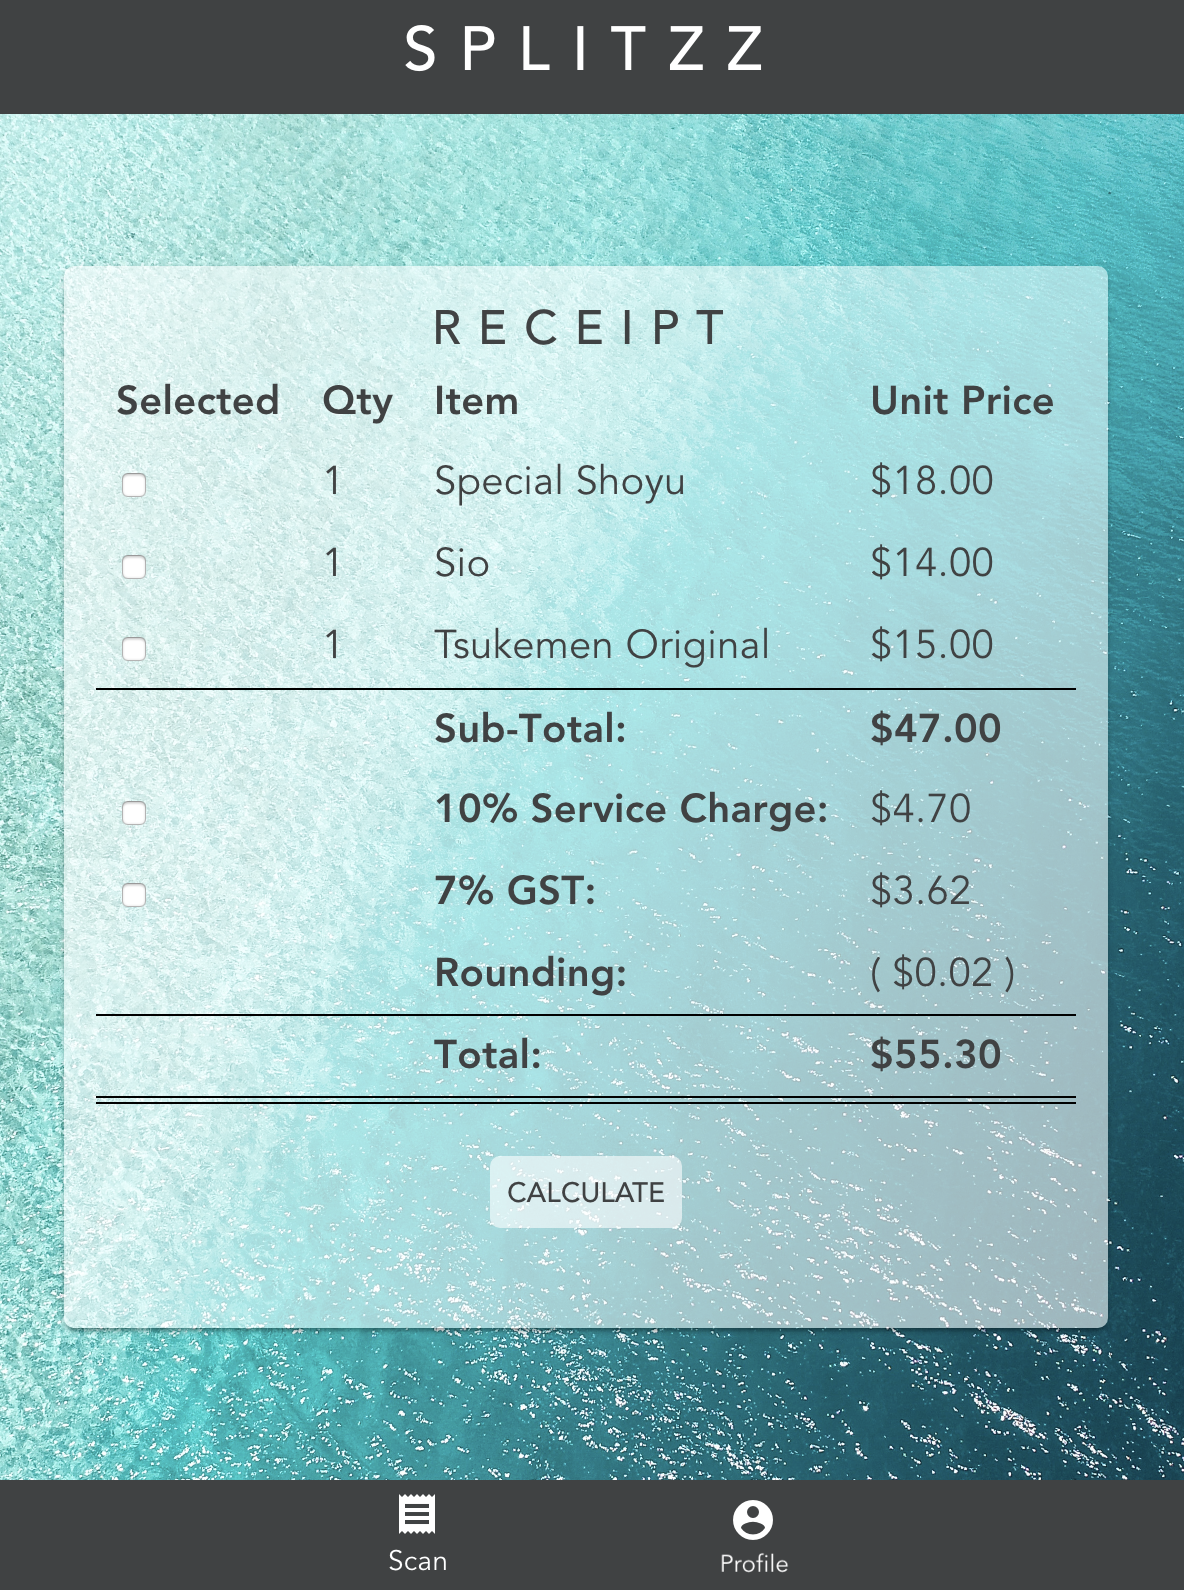 SPLITZZ
RECEIPT
Selected Qty Item Unit Price
1 Special Shoyu $18.00
1 Sio $14.00
1 Tsukemen Original $15.00
Sub-Total: $47.00
10% Service Charge: $4.70
7% GST: $3.62
Rounding: ( $0.02 )
Total: $55.30
CALCULATE
Scan Profile